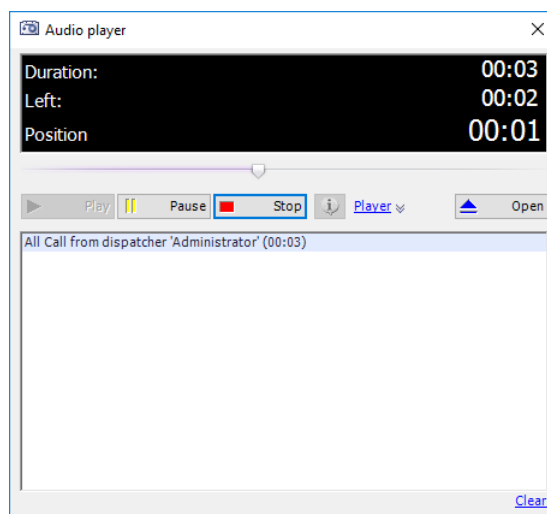 Audio player
Duration: 00:03
Left: 00:02
Position 00:01
Play Pause Stop Player Open
All Call from dispatcher 'Administrator' (00:03)
Clear